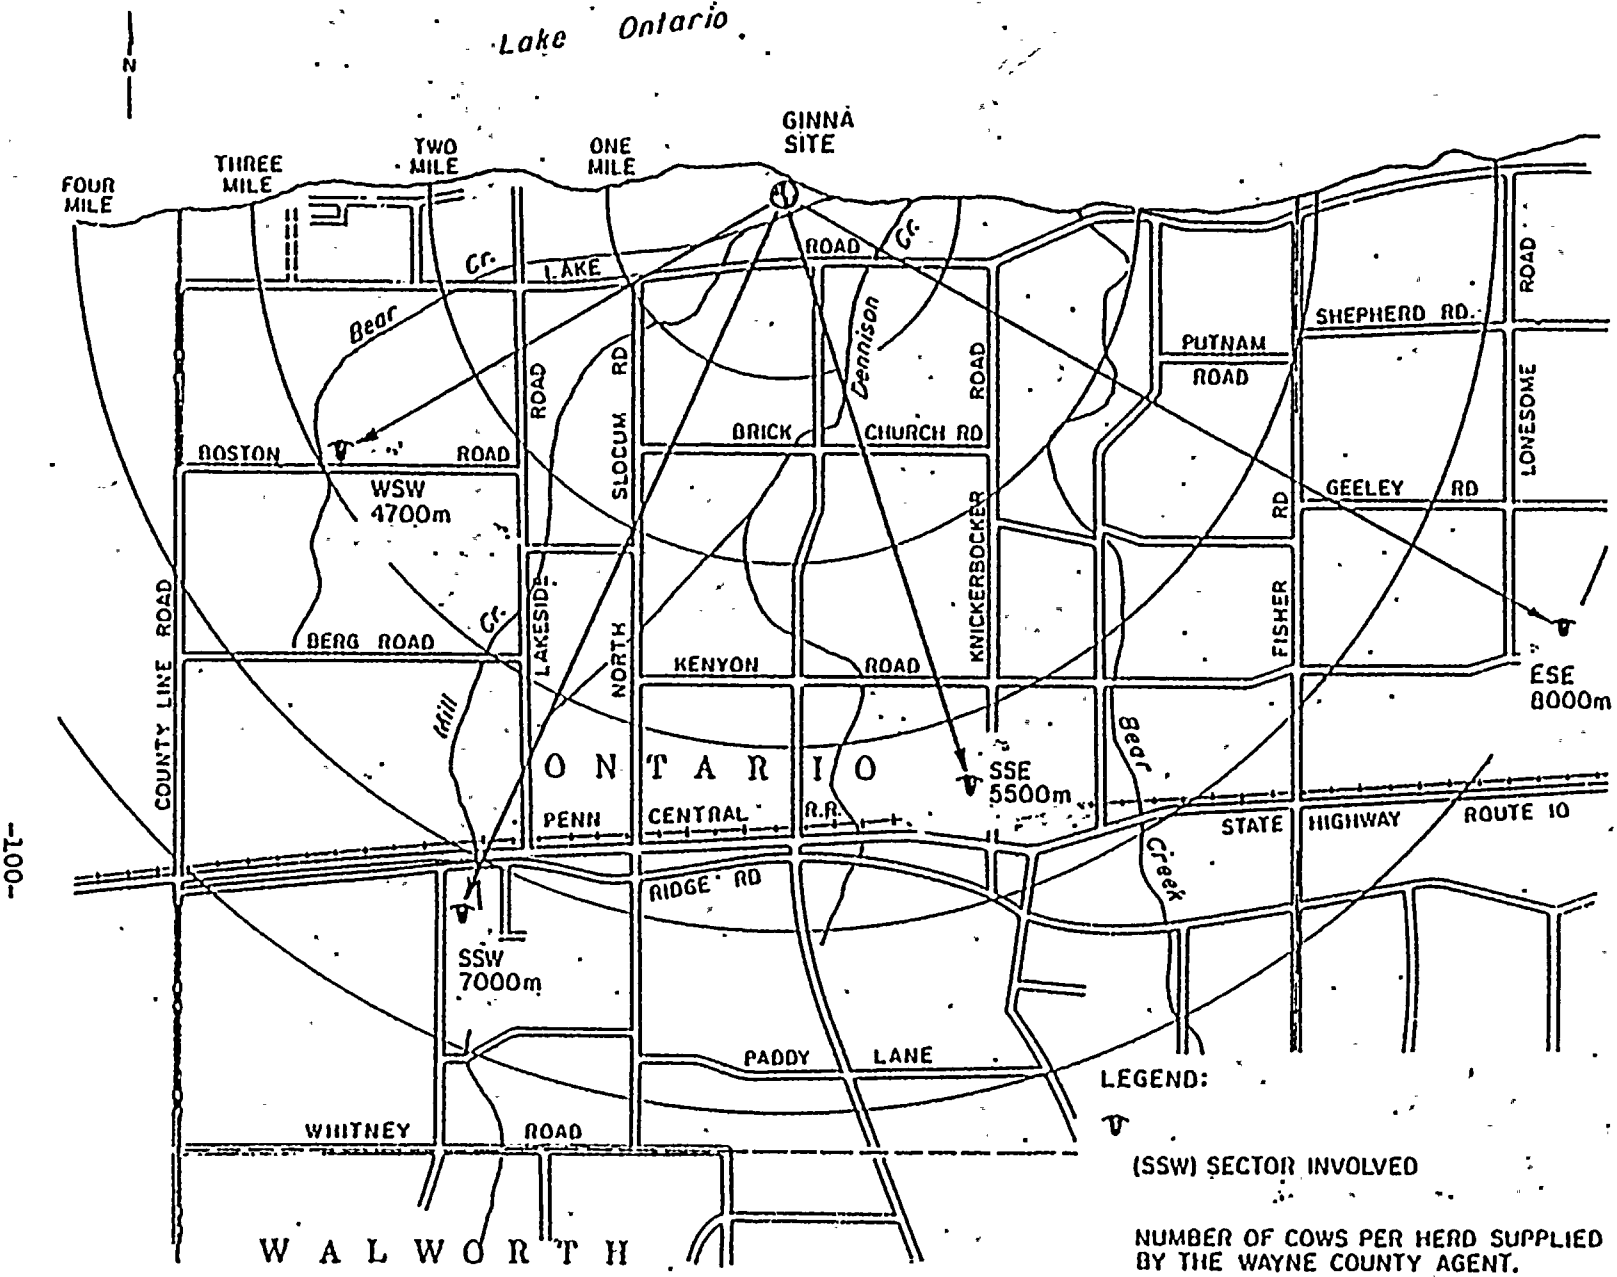 Lake Ontario
N
GINNA
SITE
ONE
MILE
TWO
MILE
THREE
MILE
FOUR
MILE
Cr.
LAKE
ROAD
Cr.
Bear
Dennison
ROAD
SHEPHERD RD.
PUTNAM
ROAD
ROAD
RD
ROAD
LONESOME
BRICK
CHURCH RD
BOSTON
ROAD
SLOCUM
WSW
4700m
GEELEY RD
RD
KNICKERBOCKER
FISHER
COUNTY LINE ROAD
BERG ROAD
Cr.
LAKESIDE
NORTH
KENYON
ROAD
ESE
8000m
Mill
Bear
ONTARIO
SSE
5500m
PENN
CENTRAL
R.R.
STATE
HIGHWAY
ROUTE 10
Creek
RIDGE RD
-100-
SSW
7000m
PADDY
LANE
LEGEND:
WHITNEY
ROAD
(SSW) SECTOR INVOLVED
WALWORTH
NUMBER OF COWS PER HERD SUPPLIED
BY THE WAYNE COUNTY AGENT.